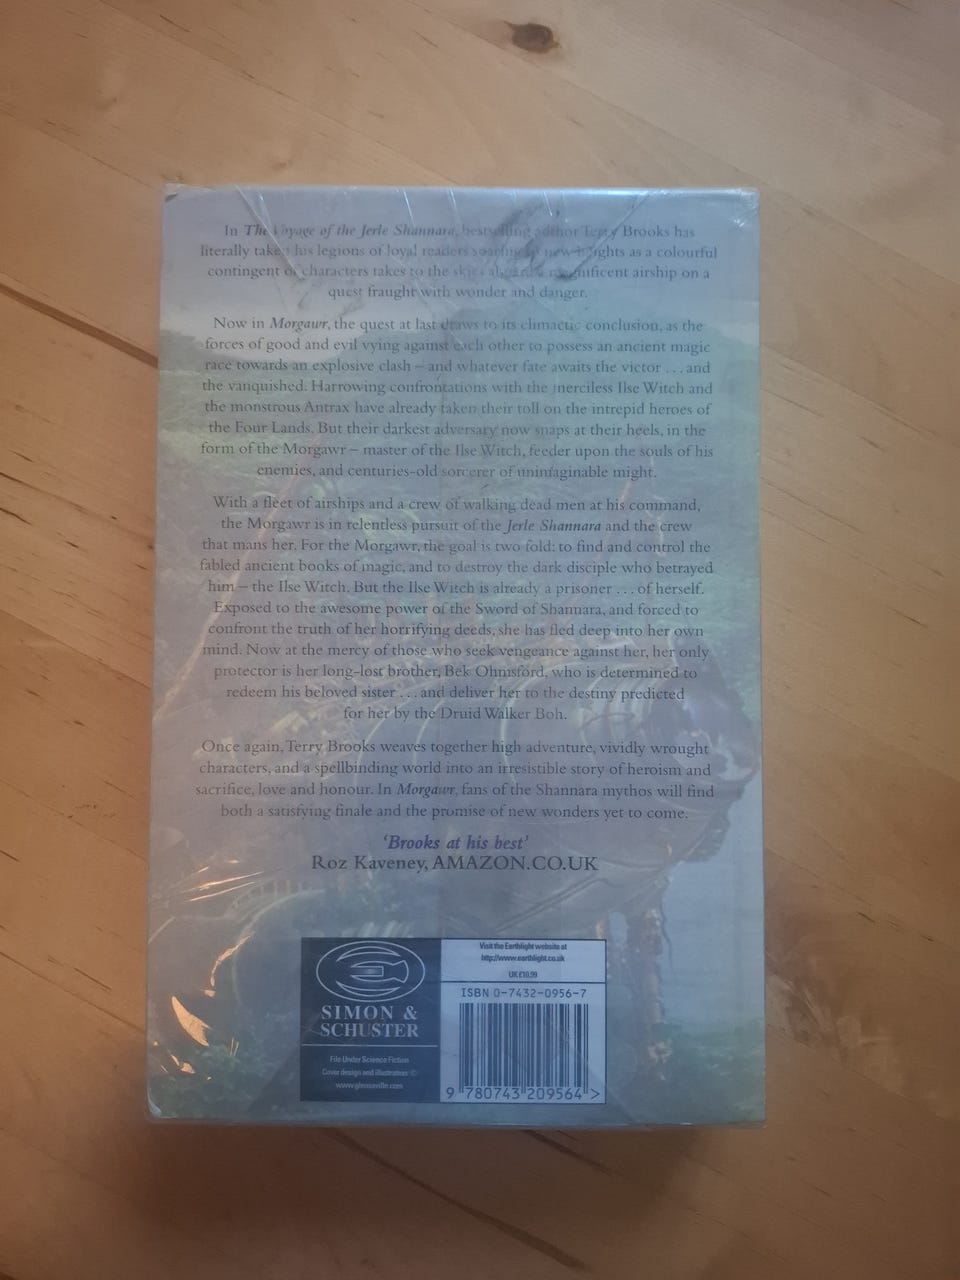 In The Voyage of the Jerle Shannara, bestselling author Terry Brooks has
literally taken his legions of loyal readers soaring to new heights as a colourful
contingent of characters takes to the skies aboard a magnificent airship on a
quest fraught with wonder and danger.
Now in Morgawr, the quest at last draws to its climactic conclusion, as the
forces of good and evil vying against each other to possess an ancient magic
race towards an explosive clash – and whatever fate awaits the victor ... and
the vanquished. Harrowing confrontations with the merciless Ilse Witch and
the monstrous Antrax have already taken their toll on the intrepid heroes of
the Four Lands. But their darkest adversary now snaps at their heels, in the
form of the Morgawr – master of the Ilse Witch, feeder upon the souls of his
enemies, and centuries-old sorcerer of unimaginable might.
With a fleet of airships and a crew of walking dead men at his command,
the Morgawr is in relentless pursuit of the Jerle Shannara and the crew
that mans her. For the Morgawr, the goal is two fold: to find and control the
fabled ancient books of magic, and to destroy the dark disciple who betrayed
him – the Ilse Witch. But the Ilse Witch is already a prisoner ... of herself.
Exposed to the awesome power of the Sword of Shannara, and forced to
confront the truth of her horrifying deeds, she has fled deep into her own
mind. Now at the mercy of those who seek vengeance against her, her only
protector is her long-lost brother, Bek Ohmsford, who is determined to
redeem his beloved sister ... and deliver her to the destiny predicted
for her by the Druid Walker Boh.
Once again, Terry Brooks weaves together high adventure, vividly wrought
characters, and a spellbinding world into an irresistible story of heroism and
sacrifice, love and honour. In Morgawr, fans of the Shannara mythos will find
both a satisfying finale and the promise of new wonders yet to come.
'Brooks at his best'
Roz Kaveney, AMAZON.CO.UK
SIMON &
SCHUSTER
File Under Science Fiction
Cover design and illustration: ©
www.glensaville.com
Visit the Earthlight website at
http://www.earthlight.co.uk
UK £10.99
ISBN 0-7432-0956-7
9 780743 209564 >